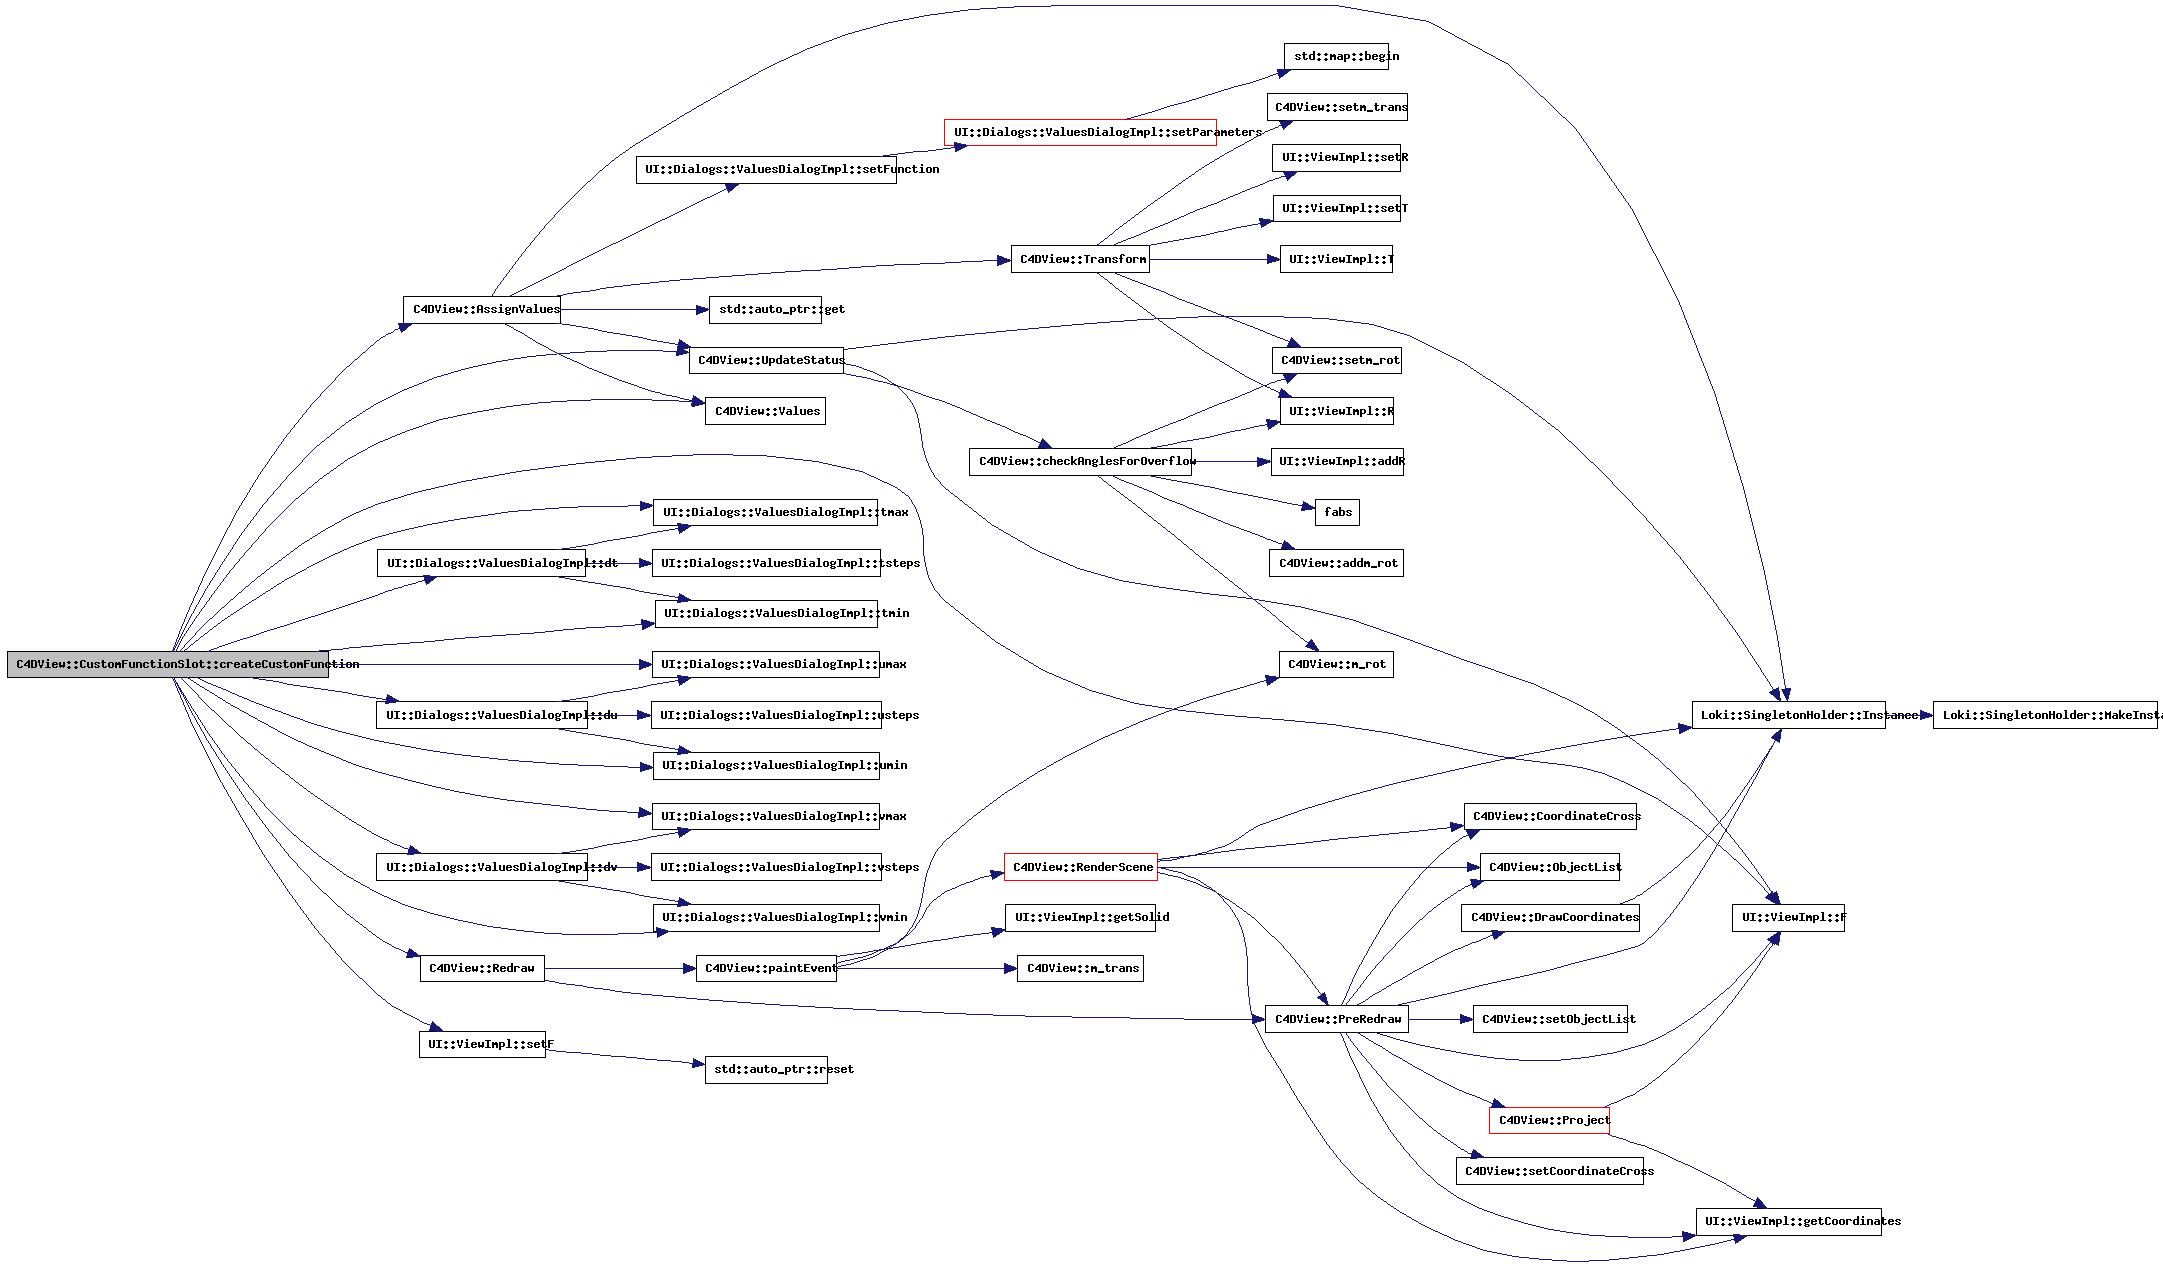 std::map::begin
C4DView::setm_trans
UI::Dialogs::ValuesDialogImpl::setParameters
UI::ViewImpl::setR
UI::Dialogs::ValuesDialogImpl::setFunction
UI::ViewImpl::setT
C4DView::Transform
UI::ViewImpl::T
C4DView::AssignValues
std::auto_ptr::get
C4DView::UpdateStatus
C4DView::setm_rot
C4DView::Values
UI::ViewImpl::R
C4DView::checkAnglesForOverflow
UI::ViewImpl::addR
UI::Dialogs::ValuesDialogImpl::tmax
fabs
UI::Dialogs::ValuesDialogImpl::dt
UI::Dialogs::ValuesDialogImpl::tsteps
C4DView::addm_rot
UI::Dialogs::ValuesDialogImpl::tmin
C4DView::CustomFunctionSlot::createCustomFunction
UI::Dialogs::ValuesDialogImpl::umax
C4DView::m_rot
UI::Dialogs::ValuesDialogImpl::du
UI::Dialogs::ValuesDialogImpl::usteps
Loki::SingletonHolder::Instance
Loki::SingletonHolder::MakeInsta
UI::Dialogs::ValuesDialogImpl::umin
UI::Dialogs::ValuesDialogImpl::vmax
C4DView::CoordinateCross
UI::Dialogs::ValuesDialogImpl::dv
UI::Dialogs::ValuesDialogImpl::vsteps
C4DView::RenderScene
C4DView::ObjectList
UI::Dialogs::ValuesDialogImpl::vmin
UI::ViewImpl::getSolid
C4DView::DrawCoordinates
UI::ViewImpl::F
C4DView::Redraw
C4DView::paintEvent
C4DView::m_trans
C4DView::PreRedraw
C4DView::setObjectList
UI::ViewImpl::setF
std::auto_ptr::reset
C4DView::Project
C4DView::setCoordinateCross
UI::ViewImpl::getCoordinates